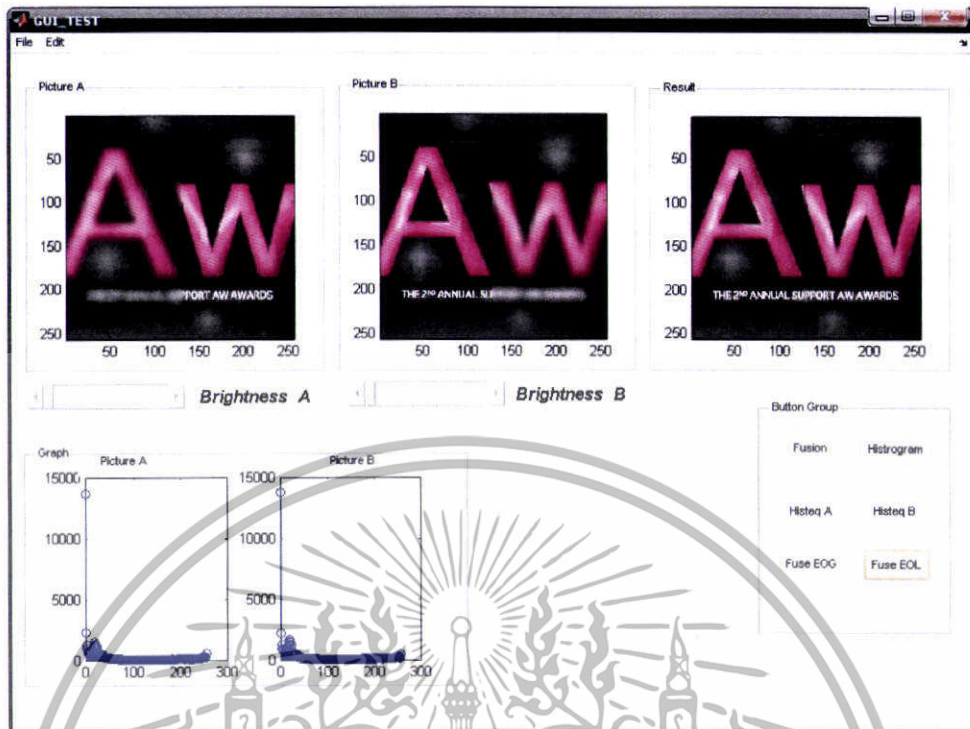 GUI_TEST
File Edit
Picture A
50
100
150
200
250
Aw
PORT AW AWARDS
50 100 150 200 250
Picture B
50
100
150
200
250
Aw
THE 2ND ANNUAL SU
50 100 150 200 250
Result
50
100
150
200
250
Aw
THE 2ND ANNUAL SUPPORT AW AWARDS
50 100 150 200 250
Brightness A
Brightness B
Graph
Picture A
15000
10000
5000
0
0 100 200 300
Picture B
15000
10000
5000
0
0 100 200 300
Button Group
Fusion Histrogram
Histeq A Histeq B
Fuse EOG Fuse EOL